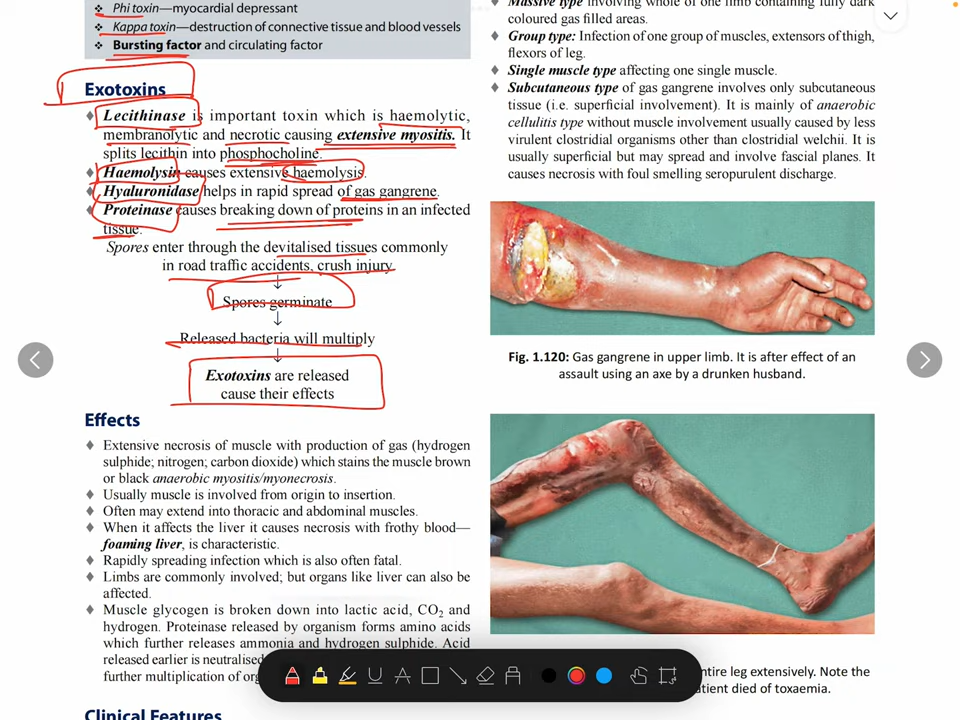 ❖ Phi toxin—myocardial depressant
❖ Kappa toxin—destruction of connective tissue and blood vessels
❖ Bursting factor and circulating factor
Exotoxins
♦ Lecithinase is important toxin which is haemolytic,
membranolytic and necrotic causing extensive myositis. It
splits lecithin into phosphocholine.
♦ Haemolysin causes extensive haemolysis.
♦ Hyaluronidase helps in rapid spread of gas gangrene.
♦ Proteinase causes breaking down of proteins in an infected
tissue.
Spores enter through the devitalised tissues commonly
in road traffic accidents, crush injury
↓
Spores germinate
↓
Released bacteria will multiply
↓
Exotoxins are released
cause their effects
Effects
♦ Extensive necrosis of muscle with production of gas (hydrogen
sulphide; nitrogen; carbon dioxide) which stains the muscle brown
or black anaerobic myositis/myonecrosis.
♦ Usually muscle is involved from origin to insertion.
♦ Often may extend into thoracic and abdominal muscles.
♦ When it affects the liver it causes necrosis with frothy blood—
foaming liver, is characteristic.
♦ Rapidly spreading infection which is also often fatal.
♦ Limbs are commonly involved; but organs like liver can also be
affected.
♦ Muscle glycogen is broken down into lactic acid, CO2 and
hydrogen. Proteinase released by organism forms amino acids
which further releases ammonia and hydrogen sulphide. Acid
released earlier is neutralised
further multiplication of
Clinical Features
♦ Massive type involving whole of one limb containing fully dark
coloured gas filled areas.
♦ Group type: Infection of one group of muscles, extensors of thigh,
flexors of leg.
♦ Single muscle type affecting one single muscle.
♦ Subcutaneous type of gas gangrene involves only subcutaneous
tissue (i.e. superficial involvement). It is mainly of anaerobic
cellulitis type without muscle involvement usually caused by less
virulent clostridial organisms other than clostridial welchii. It is
usually superficial but may spread and involve fascial planes. It
causes necrosis with foul smelling seropurulent discharge.
Fig. 1.120: Gas gangrene in upper limb. It is after effect of an
assault using an axe by a drunken husband.
entire leg extensively. Note the
patient died of toxaemia.